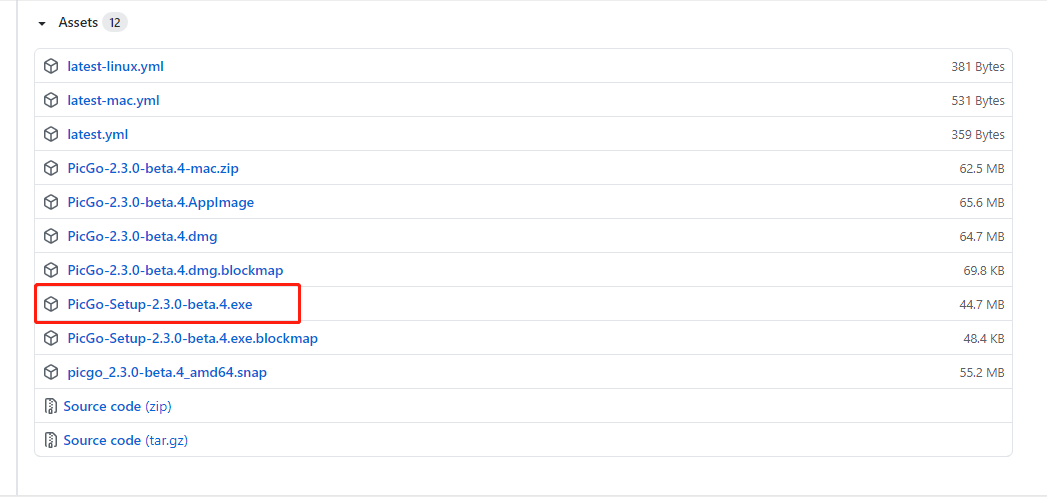 Assets 12
latest-linux.yml 381 Bytes
latest-mac.yml 531 Bytes
latest.yml 359 Bytes
PicGo-2.3.0-beta.4-mac.zip 62.5 MB
PicGo-2.3.0-beta.4.AppImage 65.6 MB
PicGo-2.3.0-beta.4.dmg 64.7 MB
PicGo-2.3.0-beta.4.dmg.blockmap 69.8 KB
PicGo-Setup-2.3.0-beta.4.exe 44.7 MB
PicGo-Setup-2.3.0-beta.4.exe.blockmap 48.4 KB
picgo_2.3.0-beta.4_amd64.snap 55.2 MB
Source code (zip)
Source code (tar.gz)